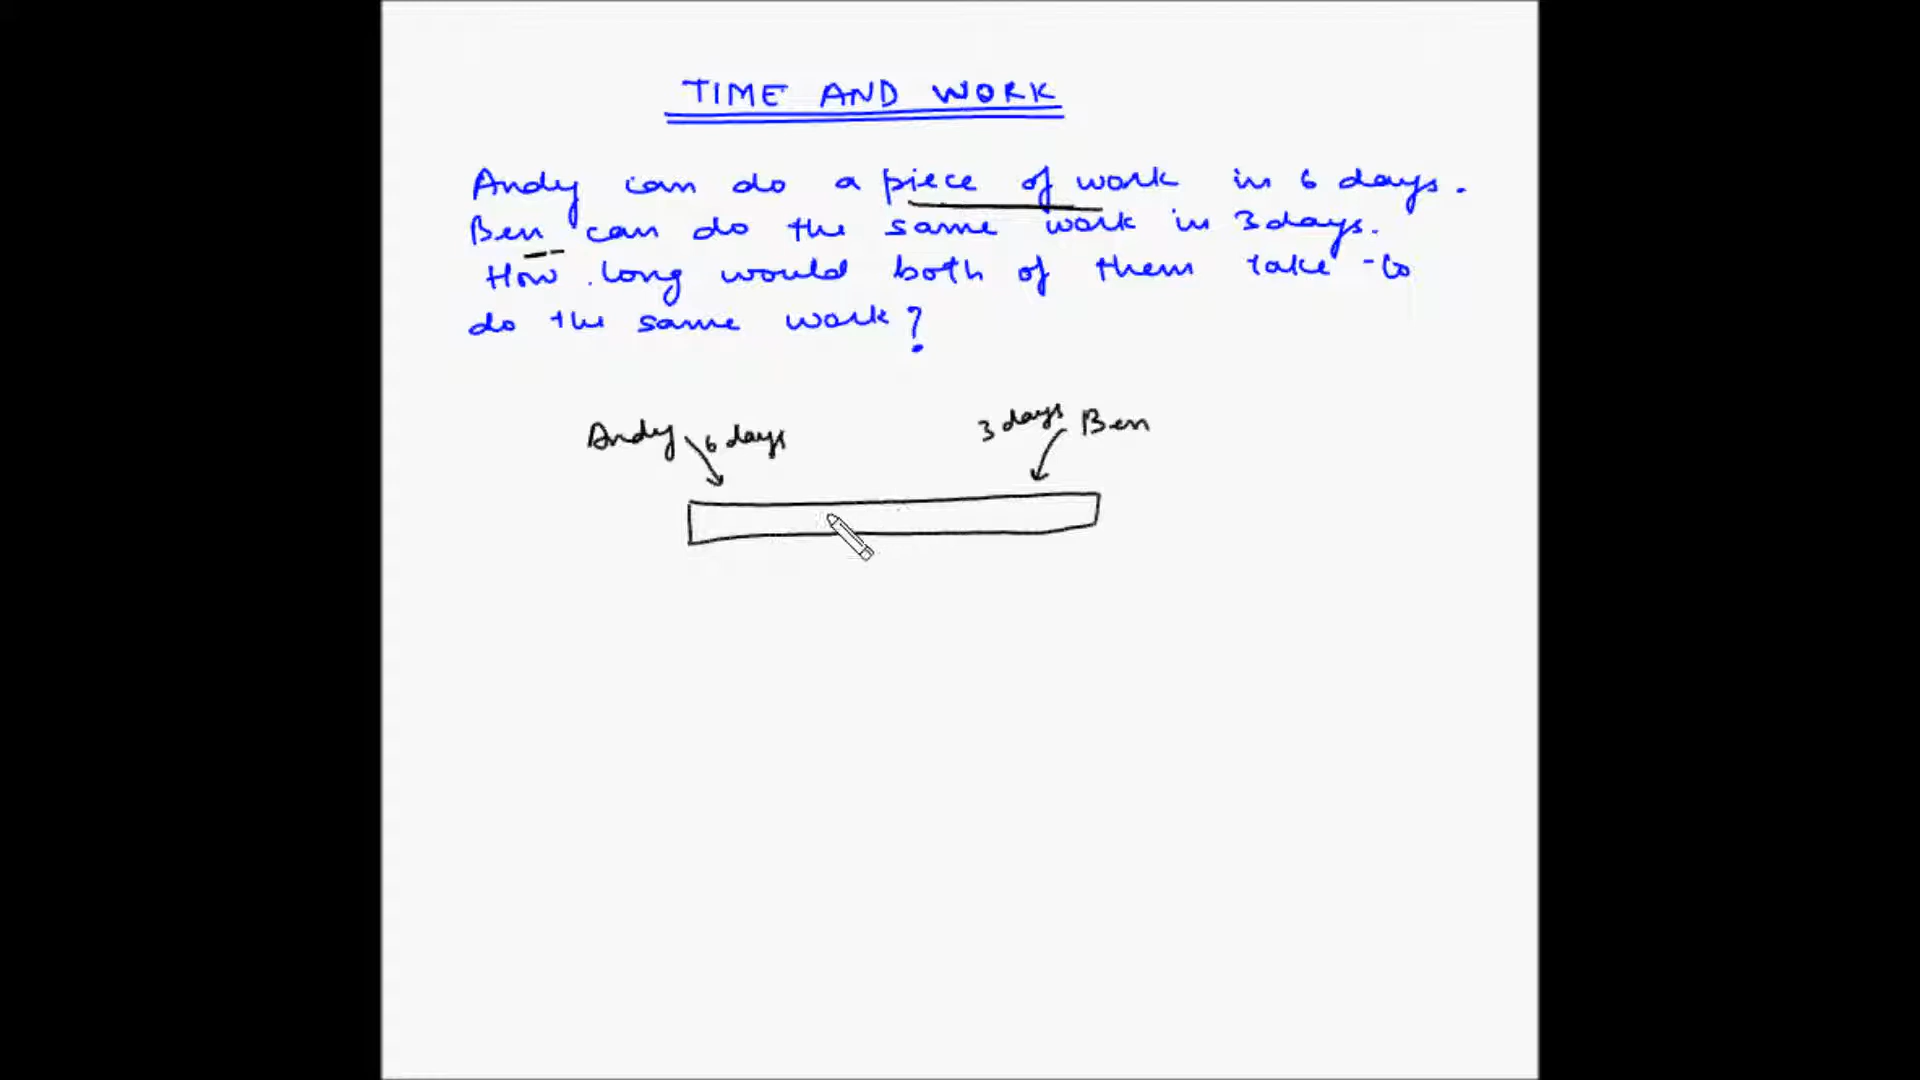 TIME AND WORK
Andy can do a piece of work in 6 days.
Ben can do the same work in 3 days.
How long would both of them take to
do the same work?
Andy 6 days 3 days Ben